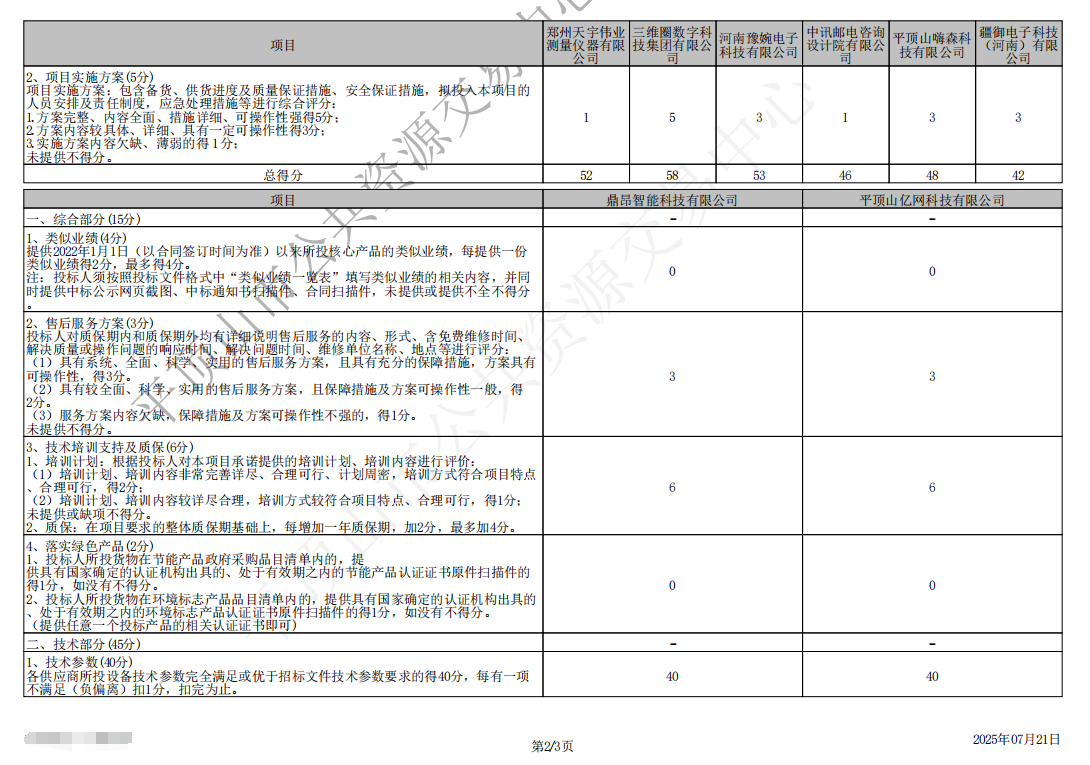 项目
郑州天宇伟业
测量仪器有限
公司
三维圈数字科
技集团有限公
司
河南豫婉电子
科技有限公司
中讯邮电咨询
设计院有限公
司
平顶山嗨森科
技有限公司
疆御电子科技
（河南）有限
公司
2、项目实施方案(5分)
项目实施方案：包含备货、供货进度及质量保证措施、安全保证措施，拟投入本项目的
人员安排及责任制度，应急处理措施等进行综合评分：
1.方案完整、内容全面、措施详细、可操作性强得5分；
2.方案内容较具体、详细、具有一定可操作性得3分；
3.实施方案内容欠缺、薄弱的得1分；
未提供不得分。
1 5 3 1 3 3
总得分 52 58 53 46 48 42
项目 鼎昂智能科技有限公司 平顶山亿网科技有限公司
一、综合部分(15分) － －
1、类似业绩(4分)
提供2022年1月1日（以合同签订时间为准）以来所投核心产品的类似业绩，每提供一份
类似业绩得2分，最多得4分。
注：投标人须按照投标文件格式中“类似业绩一览表”填写类似业绩的相关内容，并同
时提供中标公示网页截图、中标通知书扫描件、合同扫描件，未提供或提供不全不得分
。
0 0
2、售后服务方案(3分)
投标人对质保期内和质保期外均有详细说明售后服务的内容、形式、含免费维修时间、
解决质量或操作问题的响应时间、解决问题时间、维修单位名称、地点等进行评分：
（1）具有系统、全面、科学、实用的售后服务方案，且具有充分的保障措施，方案具有
可操作性，得3分。
（2）具有较全面、科学、实用的售后服务方案，且保障措施及方案可操作性一般，得
2分。
（3）服务方案内容欠缺，保障措施及方案可操作性不强的，得1分。
未提供不得分。
3 3
3、技术培训支持及质保(6分)
1、培训计划：根据投标人对本项目承诺提供的培训计划、培训内容进行评价：
（1）培训计划、培训内容非常完善详尽、合理可行、计划周密，培训方式符合项目特点
、合理可行，得2分；
（2）培训计划、培训内容较详尽合理，培训方式较符合项目特点、合理可行，得1分；
未提供或缺项不得分。
2、质保：在项目要求的整体质保期基础上，每增加一年质保期，加2分，最多加4分。
6 6
4、落实绿色产品(2分)
1、投标人所投货物在节能产品政府采购品目清单内的，提
供具有国家确定的认证机构出具的、处于有效期之内的节能产品认证证书原件扫描件的
得1分，如没有不得分。
2、投标人所投货物在环境标志产品品目清单内的，提供具有国家确定的认证机构出具的
、处于有效期之内的环境标志产品认证证书原件扫描件的得1分，如没有不得分。
（提供任意一个投标产品的相关认证证书即可）
0 0
二、技术部分(45分) － －
1、技术参数(40分)
各供应商所投设备技术参数完全满足或优于招标文件技术参数要求的得40分，每有一项
不满足（负偏离）扣1分，扣完为止。
40 40
平顶山市公共资源交易中心
平顶山市公共资源交易中心
第2/3页
2025年07月21日